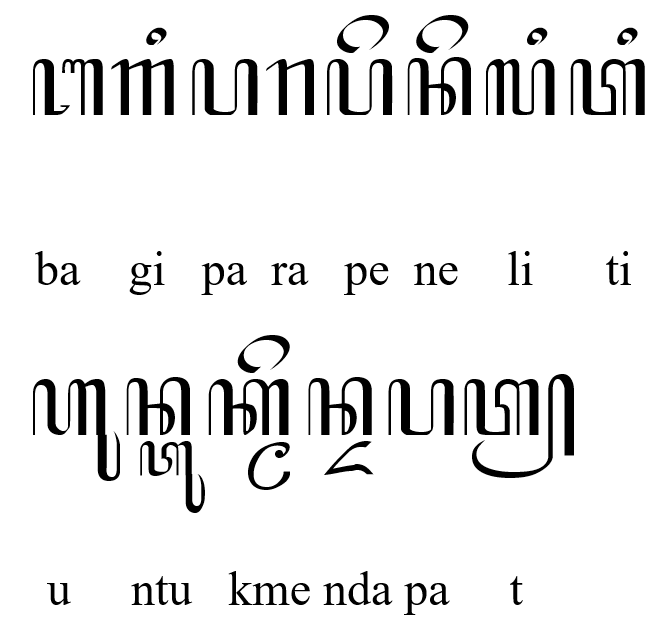 ꦧꦒꦶꦥꦫꦥꦼꦤꦼꦭꦶꦠꦶ
ba gi pa ra pe ne li ti
ꦲꦸꦤ꧀ꦠꦸꦏ꧀ꦩꦼꦤ꧀ꦢꦥꦠ꧀
u ntu kme nda pa t